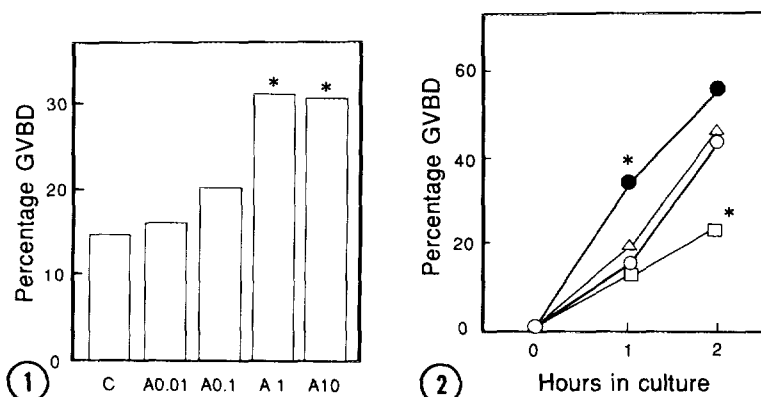 Percentage GVBD
30
20
10
0
*
*
C A0.01 A0.1 A 1 A10
1
Percentage GVBD
60
40
20
0
*
*
0 1 2
Hours in culture
2